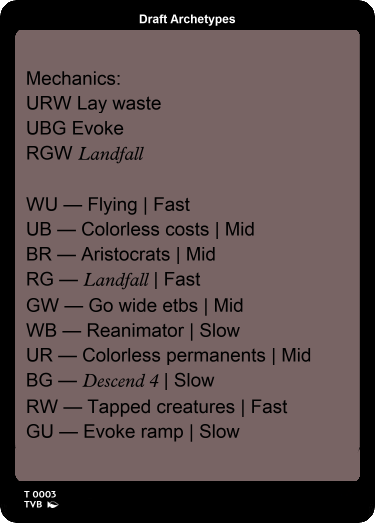 Draft Archetypes
Mechanics:
URW Lay waste
UBG Evoke
RGW Landfall
WU — Flying | Fast
UB — Colorless costs | Mid
BR — Aristocrats | Mid
RG — Landfall | Fast
GW — Go wide etbs | Mid
WB — Reanimator | Slow
UR — Colorless permanents | Mid
BG — Descend 4 | Slow
RW — Tapped creatures | Fast
GU — Evoke ramp | Slow
T 0003
TVB